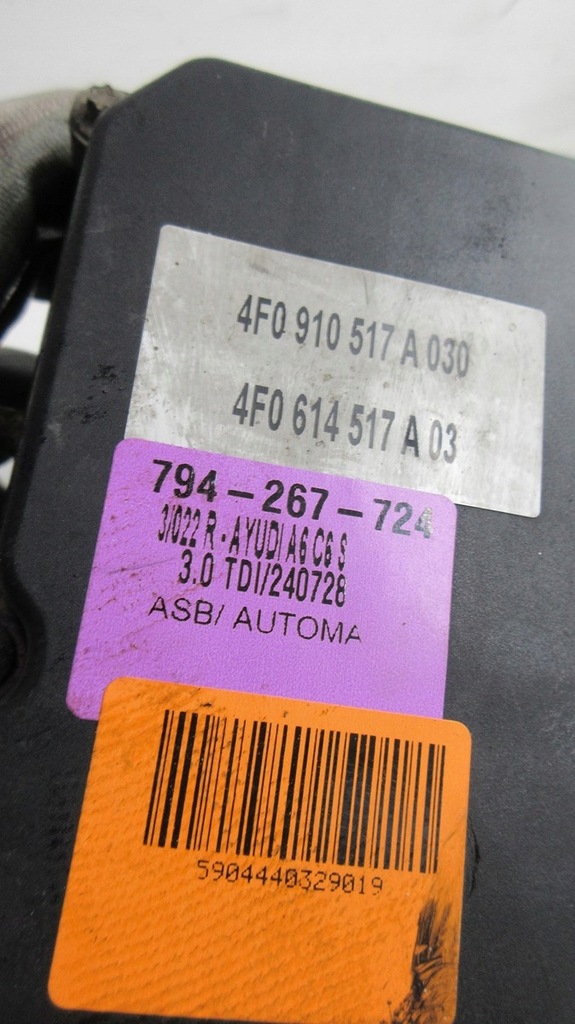 4F0 910 517 A 030
4F0 614 517 A 03
794-267-724
3/022 R-AYUDI A6 C6 S
3.0 TDI/240728
ASB/ AUTOMA
5904440329019